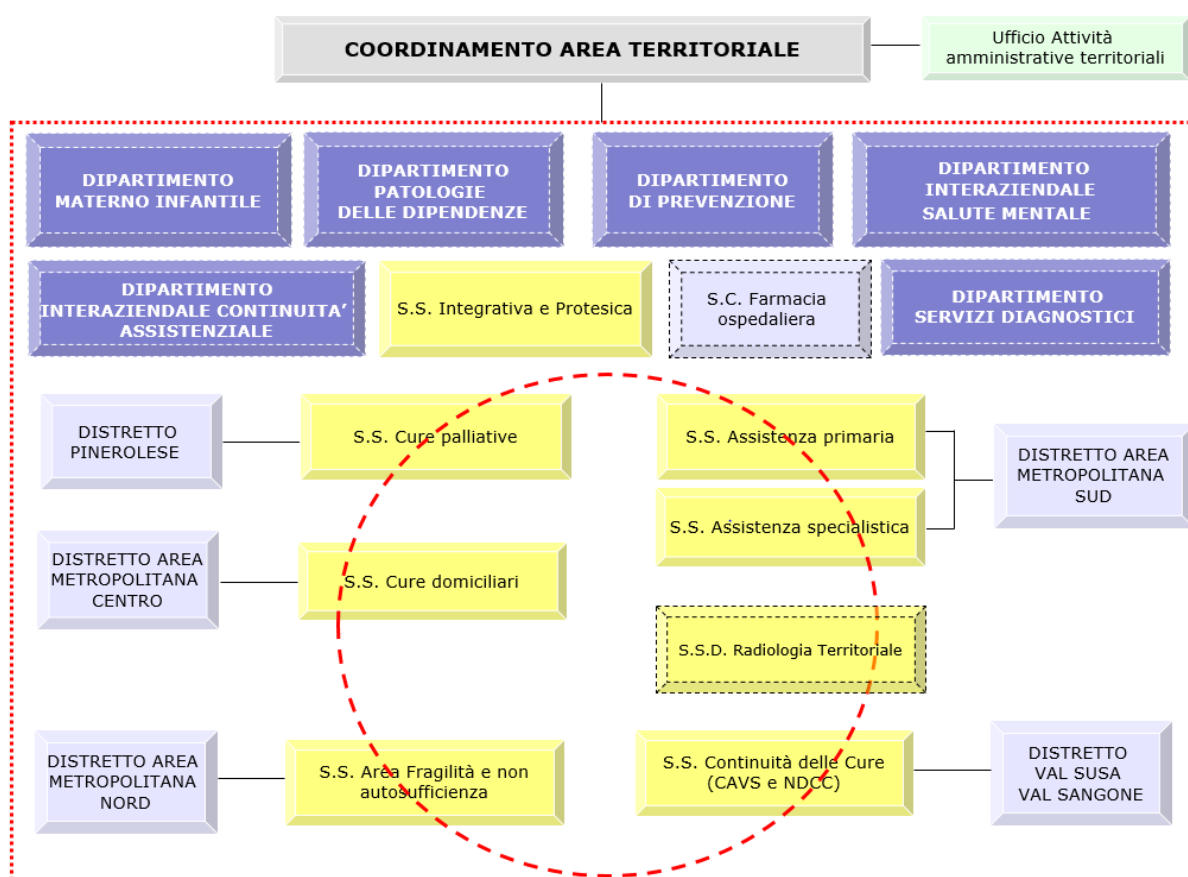 COORDINAMENTO AREA TERRITORIALE
Ufficio Attività
amministrative territoriali
DIPARTIMENTO
MATERNO INFANTILE
DIPARTIMENTO
PATOLOGIE
DELLE DIPENDENZE
DIPARTIMENTO
DI PREVENZIONE
DIPARTIMENTO
INTERAZIENDALE
SALUTE MENTALE
DIPARTIMENTO
INTERAZIENDALE CONTINUITA’
ASSISTENZIALE
S.S. Integrativa e Protesica
S.C. Farmacia
ospedaliera
DIPARTIMENTO
SERVIZI DIAGNOSTICI
DISTRETTO
PINEROLESE
S.S. Cure palliative
S.S. Assistenza primaria
S.S. Assistenza specialistica
DISTRETTO AREA
METROPOLITANA
SUD
DISTRETTO AREA
METROPOLITANA
CENTRO
S.S. Cure domiciliari
S.S.D. Radiologia Territoriale
DISTRETTO AREA
METROPOLITANA
NORD
S.S. Area Fragilità e non
autosufficienza
S.S. Continuità delle Cure
(CAVS e NDCC)
DISTRETTO
VAL SUSA
VAL SANGONE